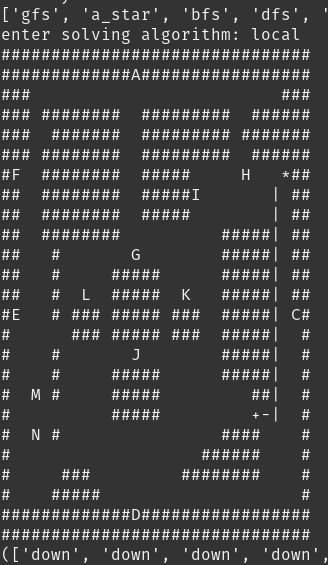 ['gfs', 'a_star', 'bfs', 'dfs', '
enter solving algorithm: local
###############################
#############A#################
###                         ###
### ########  #########  ######
###  #######  ######### #######
### ########  #########  ######
#F  ########  #####     H   *##
##  ########  #####I       | ##
##  ########  #####        | ##
##  ########          #####| ##
##   #       G        #####| ##
##   #     #####      #####| ##
##   #  L  #####  K   #####| ##
#E   # ### ##### ###  #####| C#
#      ### ##### ###  #####|  #
#    #       J        #####|  #
#    #     #####      #####|  #
#  M #     #####         ##|  #
#          #####         +-|  #
#  N #                ####    #
#                   ######    #
#     ###         ########    #
#    #####                    #
#############D#################
###############################
(['down', 'down', 'down', 'down',